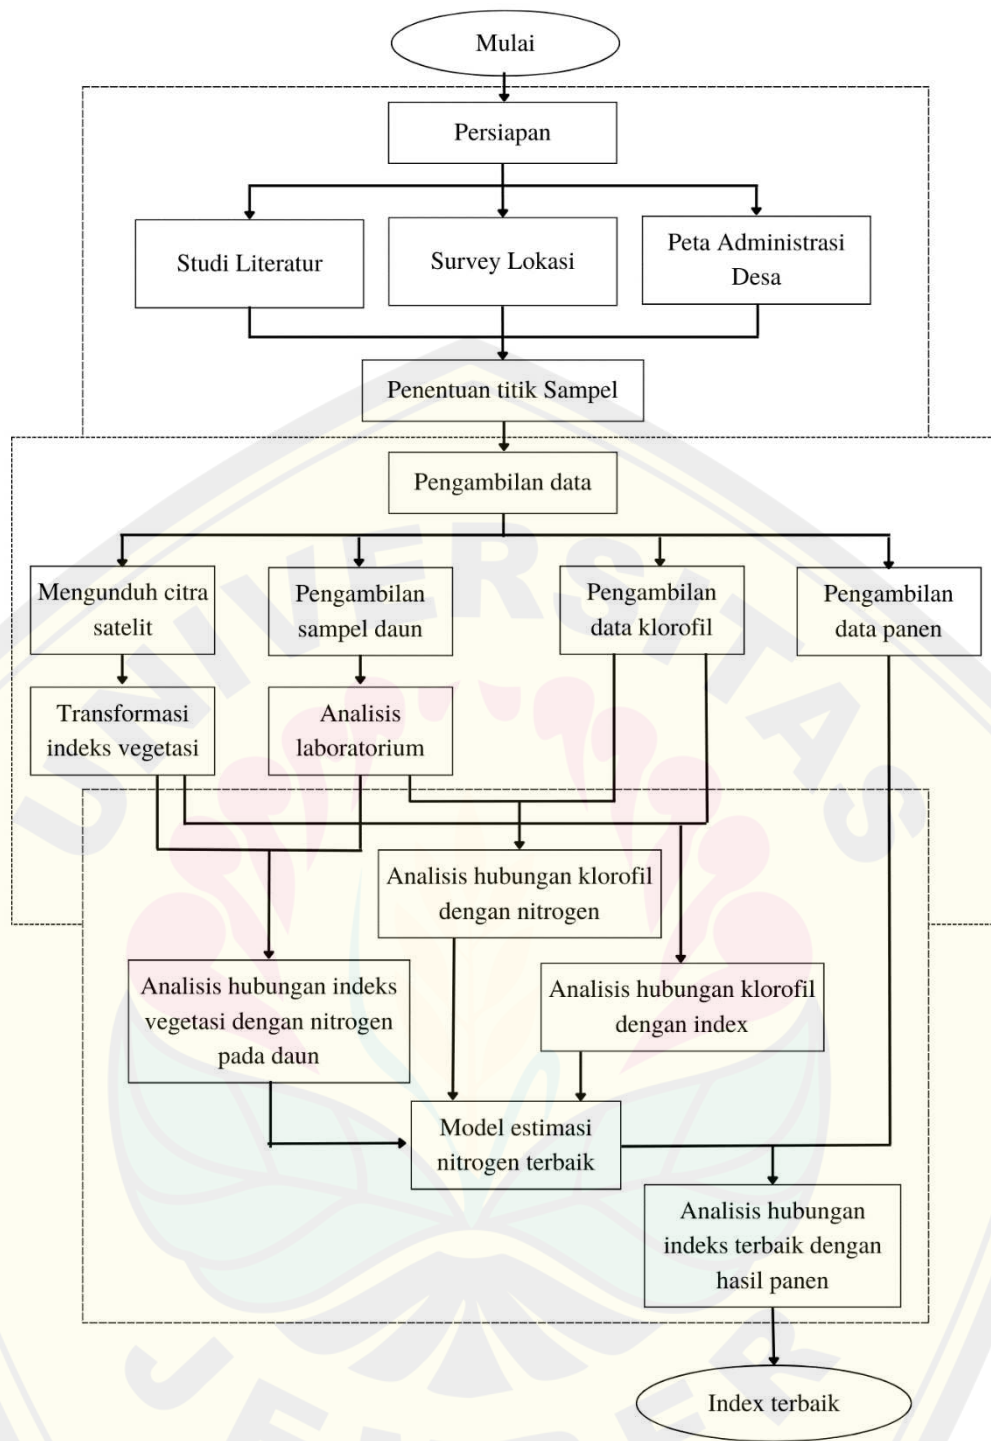 Mulai
Persiapan
Studi Literatur
Survey Lokasi
Peta Administrasi
Desa
Penentuan titik Sampel
Pengambilan data
Mengunduh citra
satelit
Pengambilan
sampel daun
Pengambilan
data klorofil
Pengambilan
data panen
Transformasi
indeks vegetasi
Analisis
laboratorium
Analisis hubungan klorofil
dengan nitrogen
Analisis hubungan indeks
vegetasi dengan nitrogen
pada daun
Analisis hubungan klorofil
dengan index
Model estimasi
nitrogen terbaik
Analisis hubungan
indeks terbaik dengan
hasil panen
Index terbaik
UNIVERSITAS
JEMBER